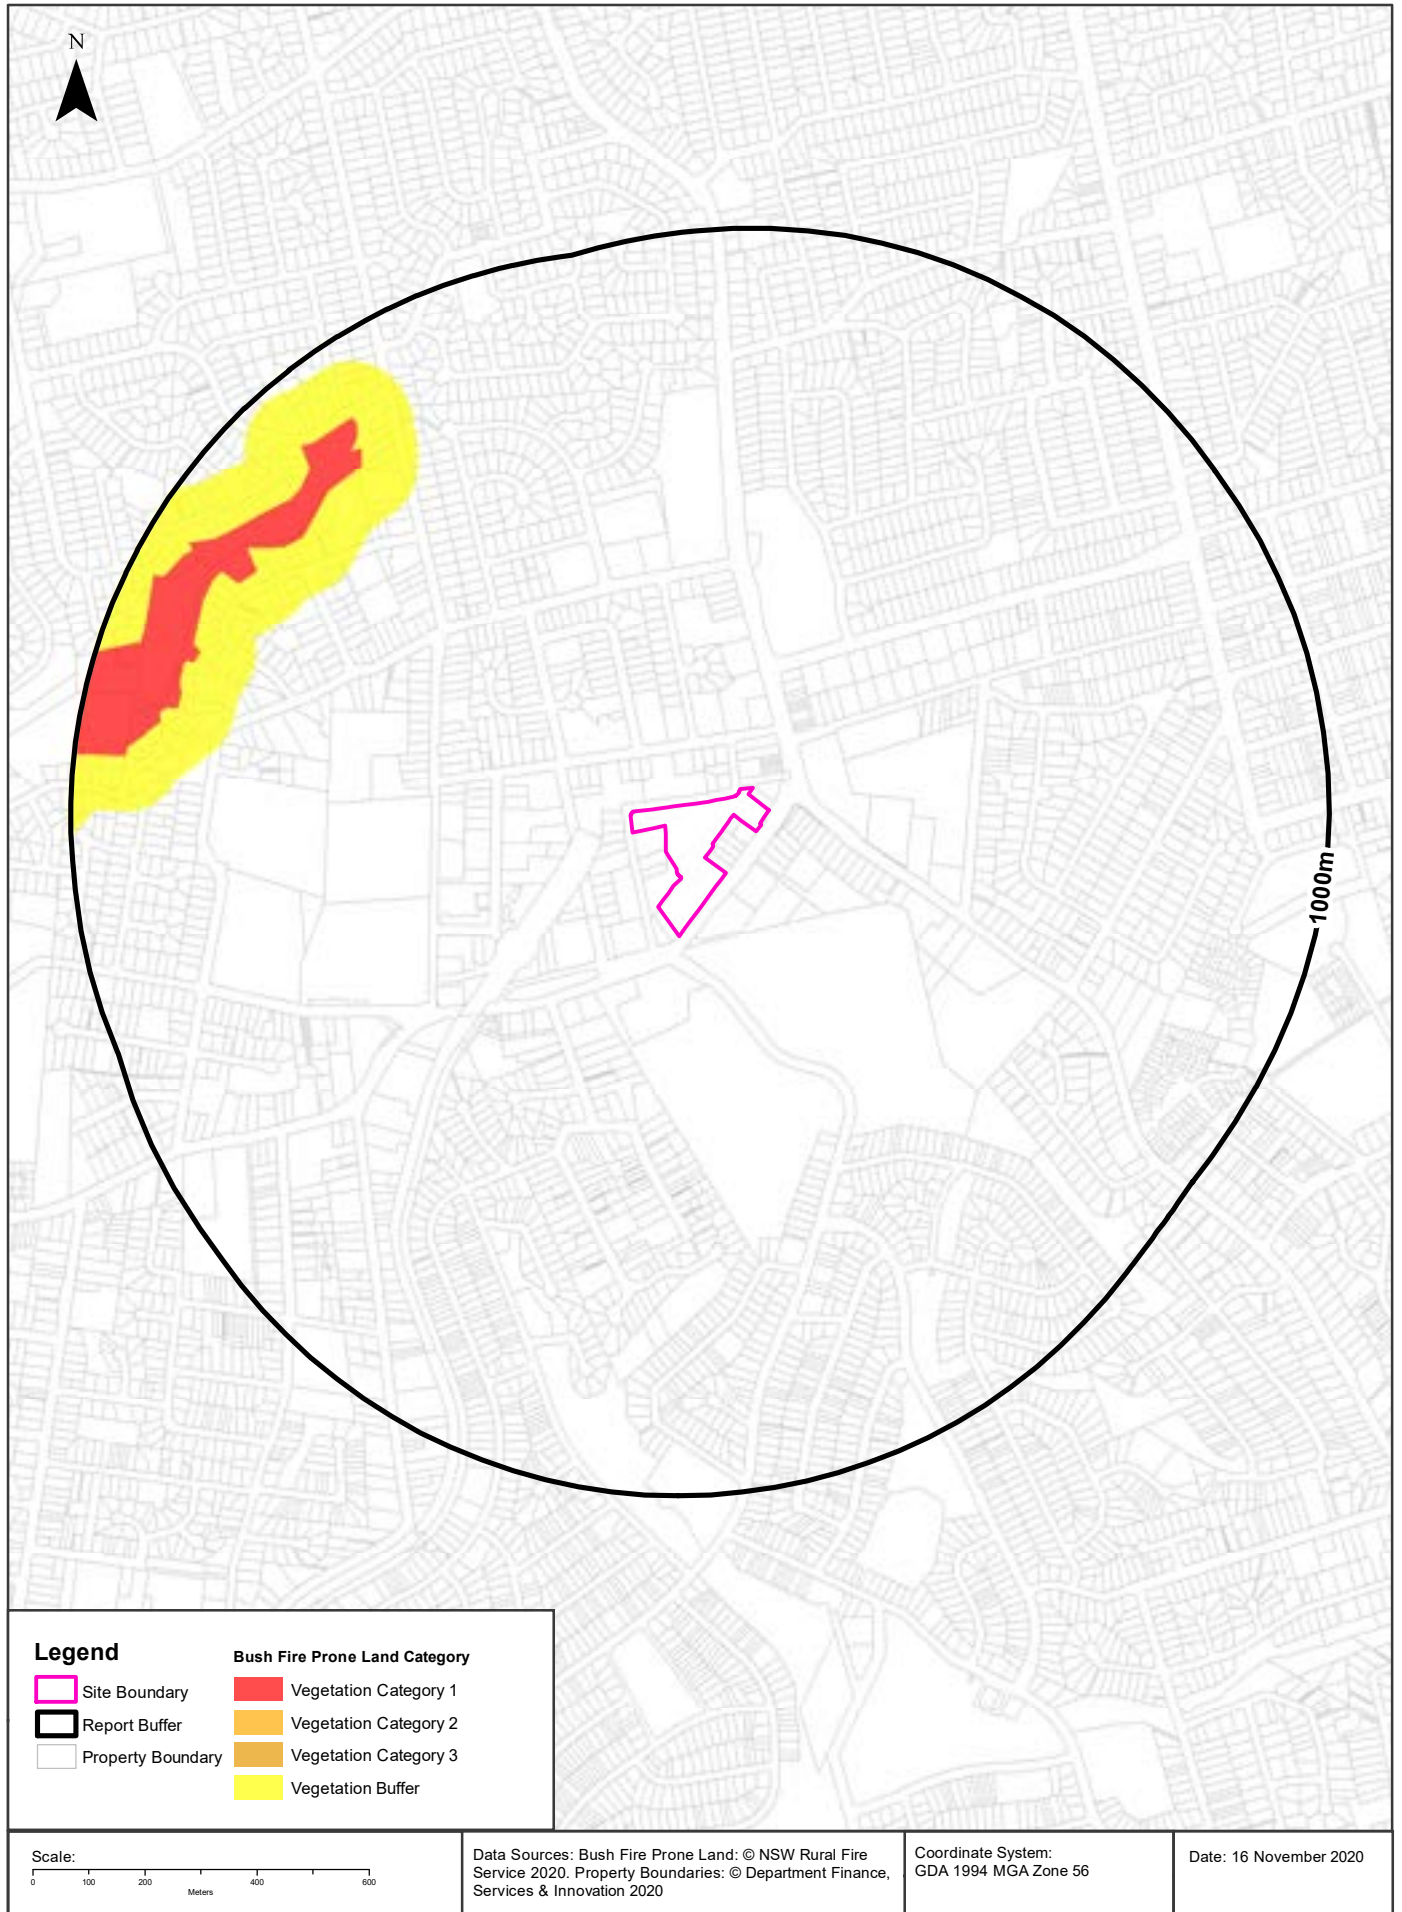 N
1000m
Legend
Site Boundary
Report Buffer
Property Boundary
Bush Fire Prone Land Category
Vegetation Category 1
Vegetation Category 2
Vegetation Category 3
Vegetation Buffer
Scale:
0 100 200 400 600
Meters
Data Sources: Bush Fire Prone Land: © NSW Rural Fire
Service 2020. Property Boundaries: © Department Finance,
Services & Innovation 2020
Coordinate System:
GDA 1994 MGA Zone 56
Date: 16 November 2020